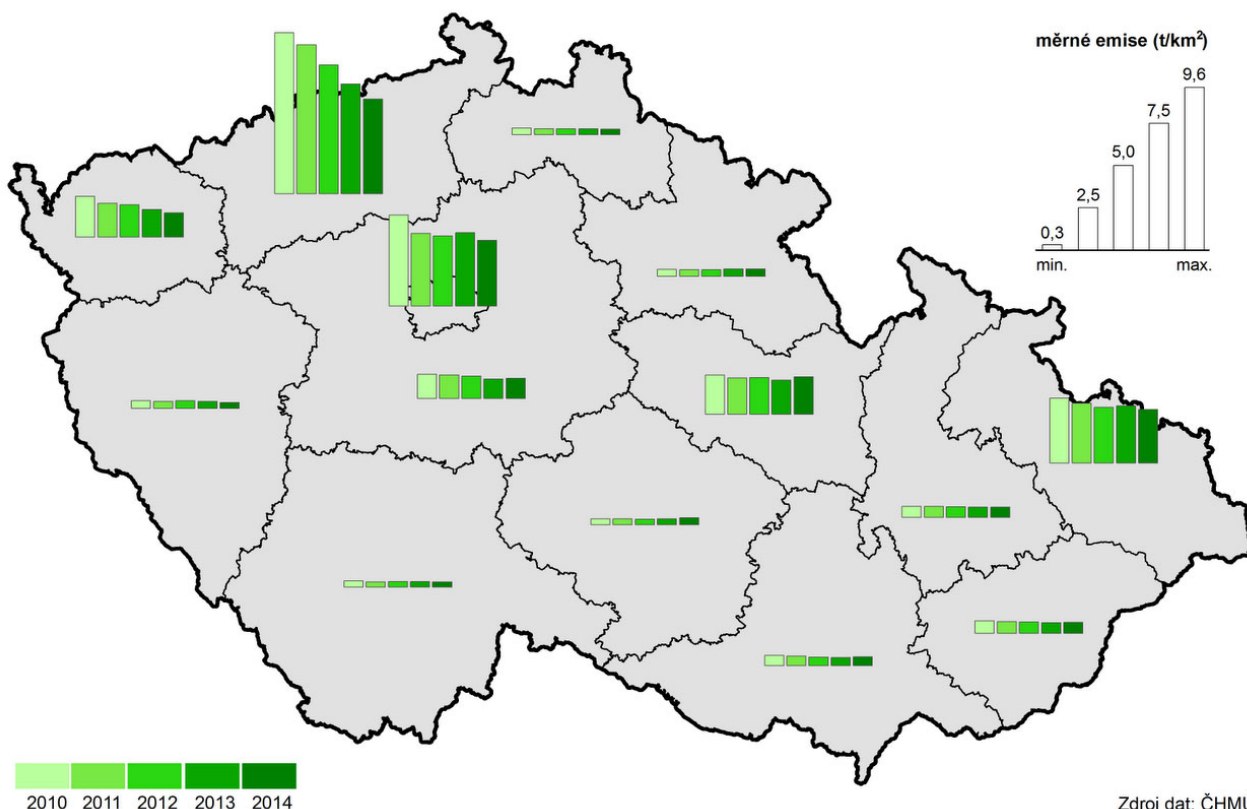 měrné emise (t/km²)
9,6
7,5
5,0
2,5
0,3
min. max.
2010 2011 2012 2013 2014
Zdroj dat: ČHMÚ